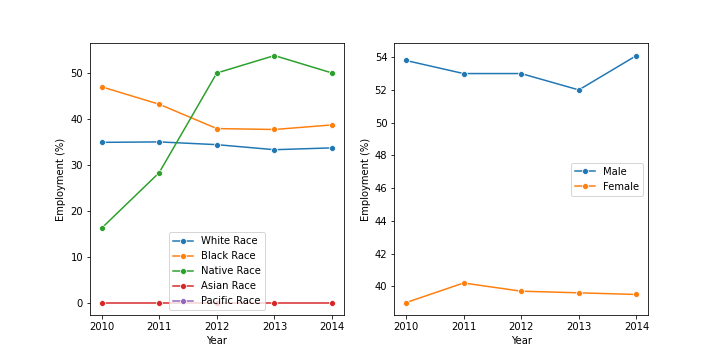 Employment (%)
50
40
30
20
10
0
White Race
Black Race
Native Race
Asian Race
Pacific Race
2010 2011 2012 2013 2014
Year
Employment (%)
54
52
50
48
46
44
42
40
Male
Female
2010 2011 2012 2013 2014
Year